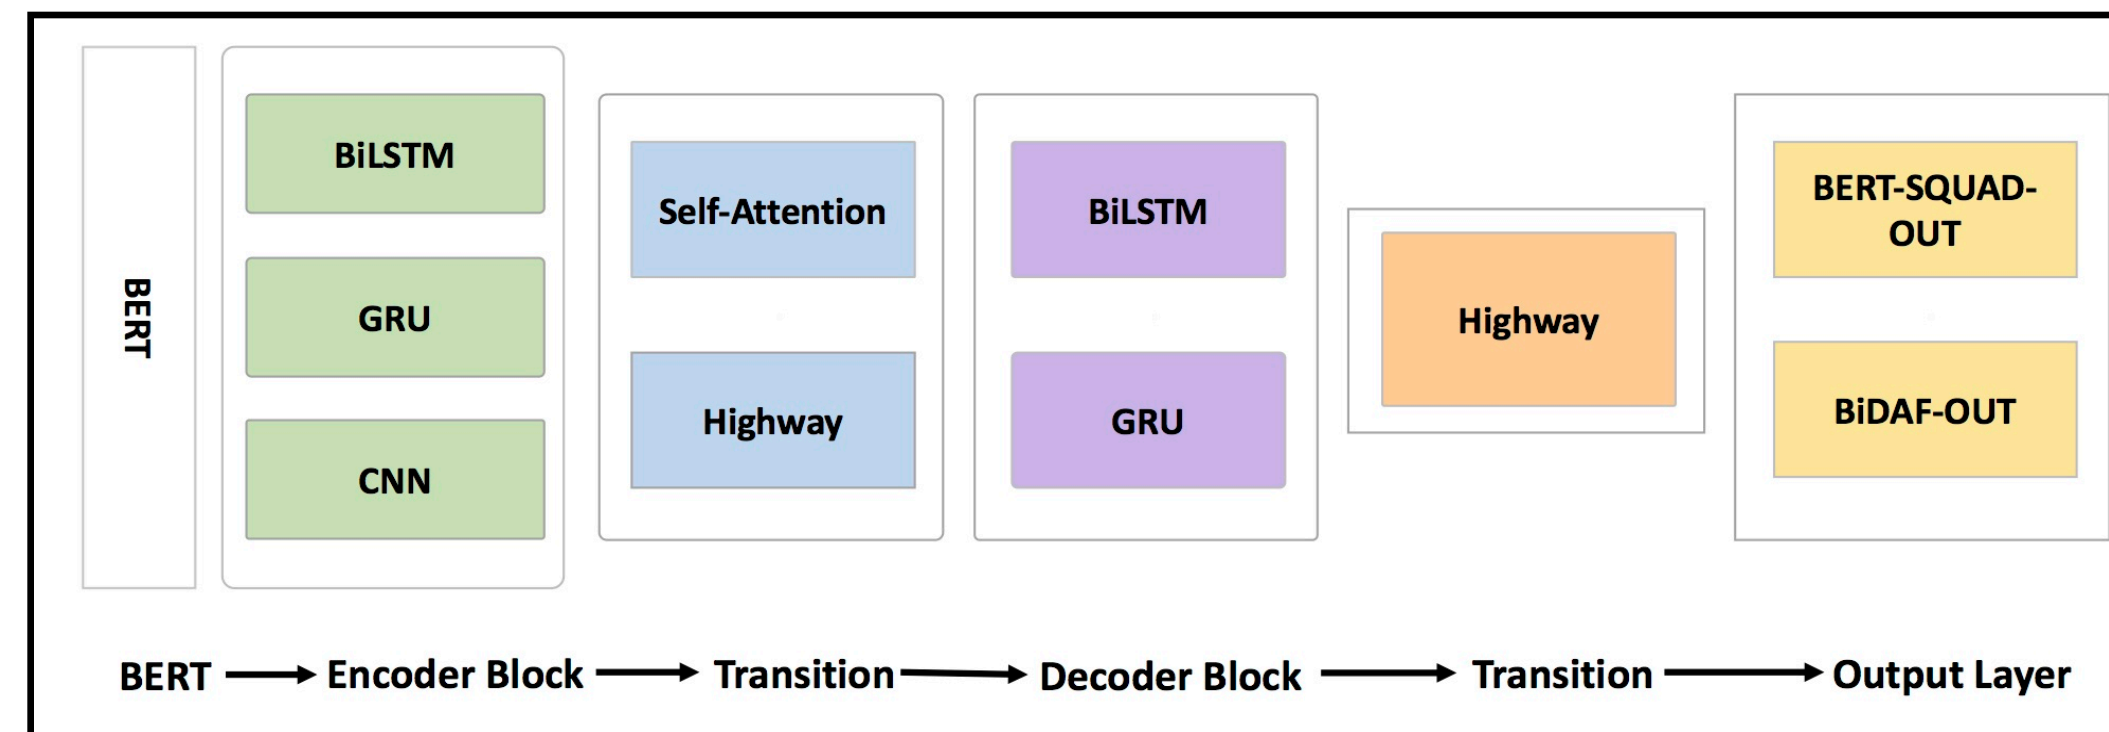 BERT
BiLSTM
GRU
CNN
Self-Attention
Highway
BiLSTM
GRU
Highway
BERT-SQUAD-
OUT
BiDAF-OUT
BERT Encoder Block Transition Decoder Block Transition Output Layer